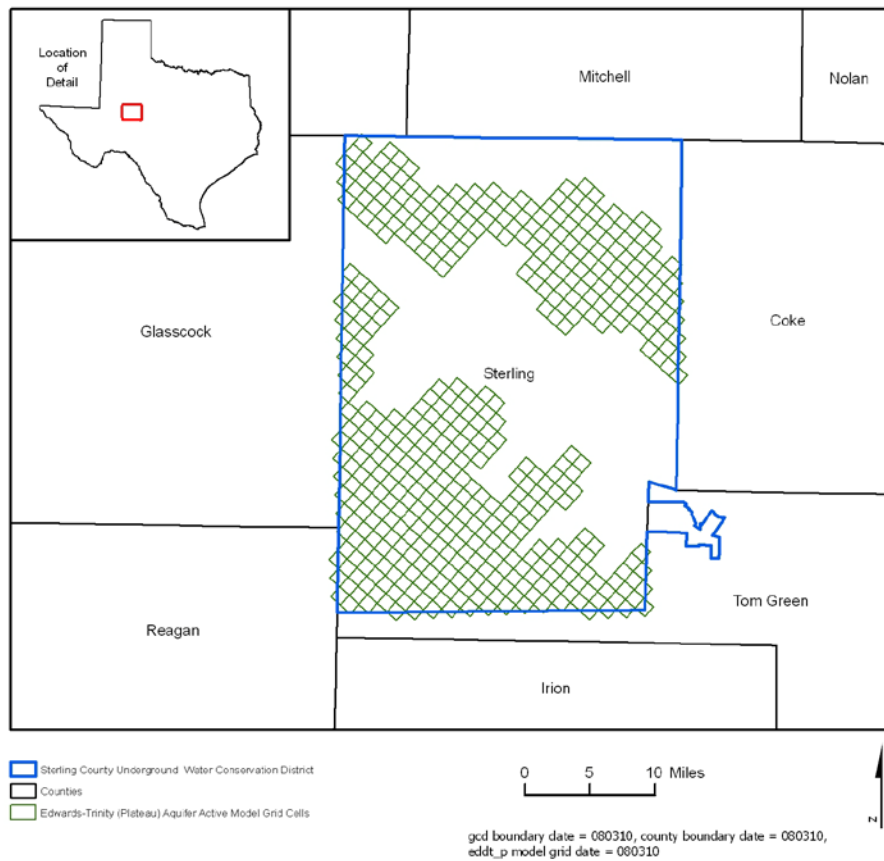 Location
of
Detail
Mitchell
Nolan
Glasscock
Coke
Sterling
Tom Green
Reagan
Irion
Sterling County Underground Water Conservation District
Counties
Edwards-Trinity (Plateau) Aquifer Active Model Grid Cells
0 5 10 Miles
N
gcd boundary date = 080310, county boundary date = 080310,
eddt_p model grid date = 080310